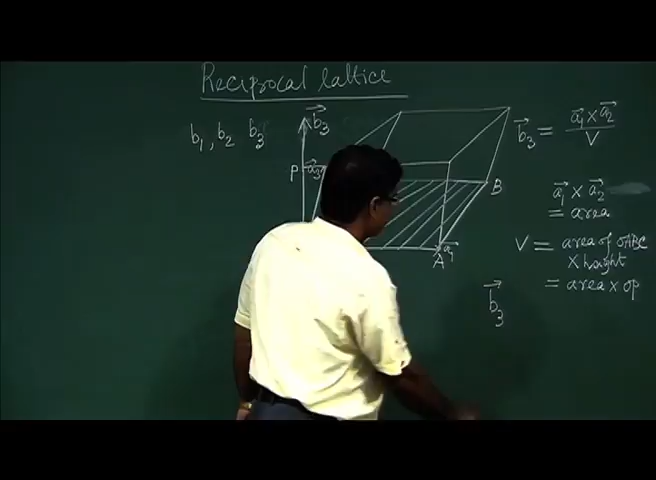 Reciprocal lattice
b₁, b₂ b₃
b₃⃗
P
a₃⃗
B
A
a₁⃗
b₃⃗ = a₁⃗ × a₂⃗ / V
a₁⃗ × a₂⃗
= area
V = area of OABC
× height
= area × op
b₃⃗